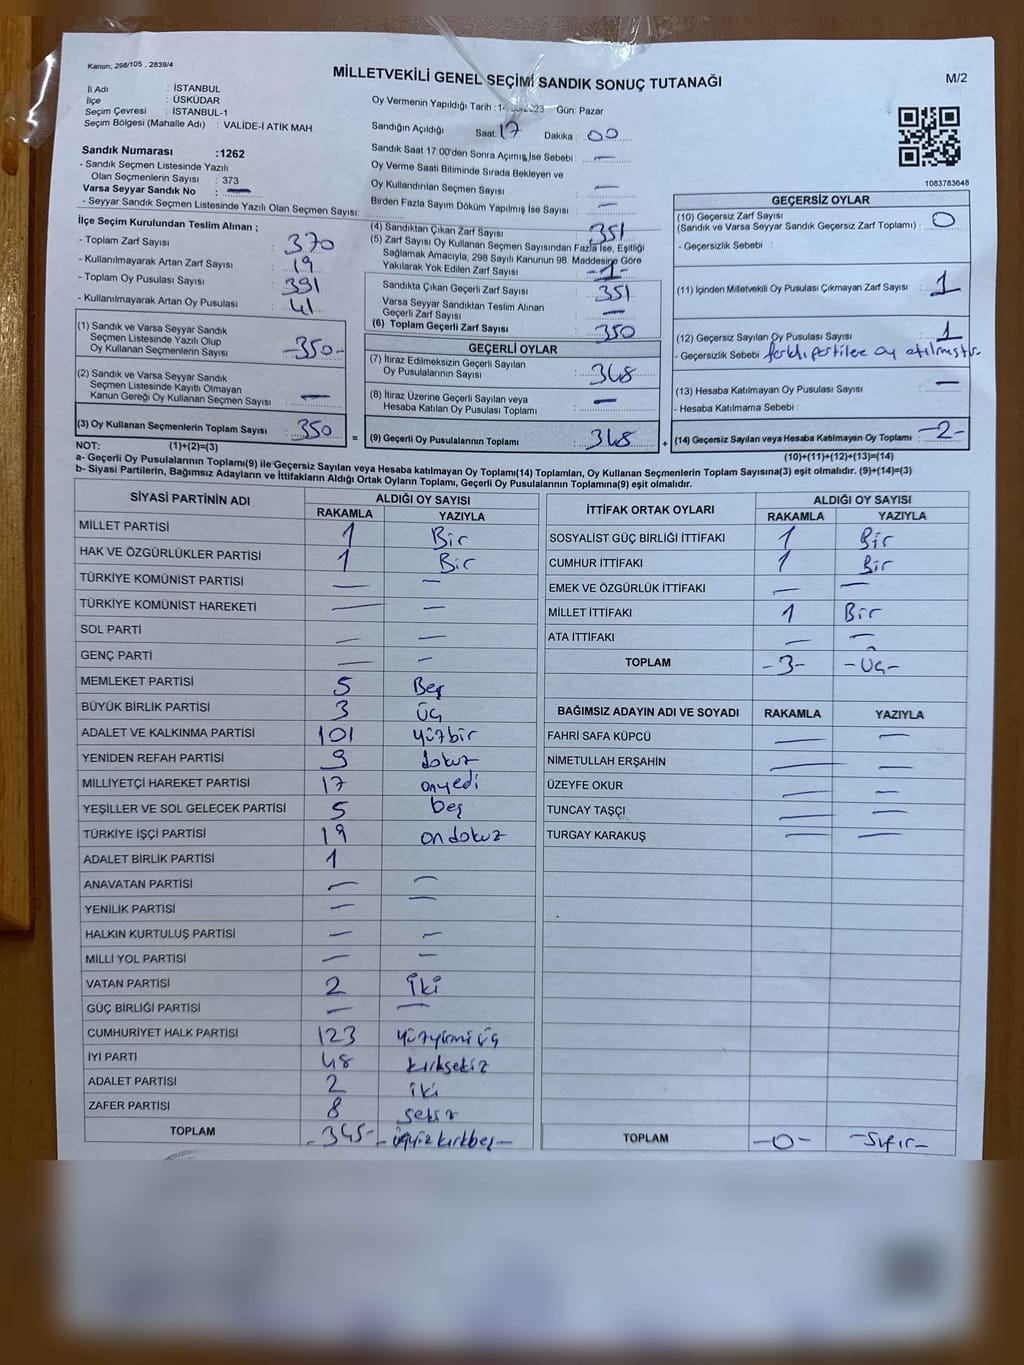 Kanun; 298/105 , 2839/4
MİLLETVEKİLİ GENEL SEÇİMİ SANDIK SONUÇ TUTANAĞI
M/2
İl Adı : İSTANBUL
İlçe : ÜSKÜDAR
Seçim Çevresi : İSTANBUL-1
Seçim Bölgesi (Mahalle Adı) : VALİDE-İ ATİK MAH.
Sandık Numarası :1262
- Sandık Seçmen Listesinde Yazılı
Olan Seçmenlerin Sayısı : 373
Varsa Seyyar Sandık No : —
- Seyyar Sandık Seçmen Listesinde Yazılı Olan Seçmen Sayısı:
Oy Vermenin Yapıldığı Tarih : 2023 Gün: Pazar
Sandığın Açıldığı Saat: 17 Dakika : 00
Sandık Saat 17.00'den Sonra Açımış İse Sebebi : —
Oy Verme Saati Bitiminde Sırada Bekleyen ve
Oy Kullandırılan Seçmen Sayısı : —
Birden Fazla Sayım Döküm Yapılmış İse Sayısı : —
1083783648
İlçe Seçim Kurulundan Teslim Alınan ;
- Toplam Zarf Sayısı : 370
- Kullanılmayarak Artan Zarf Sayısı : 19
- Toplam Oy Pusulası Sayısı : 391
- Kullanılmayarak Artan Oy Pusulası : 41
(1) Sandık ve Varsa Seyyar Sandık
Seçmen Listesinde Yazılı Olup
Oy Kullanan Seçmenlerin Sayısı : -350-
(2) Sandık ve Varsa Seyyar Sandık
Seçmen Listesinde Kayıtlı Olmayan
Kanun Gereği Oy Kullanan Seçmen Sayısı : —
(3) Oy Kullanan Seçmenlerin Toplam Sayısı : 350
(4) Sandıktan Çıkan Zarf Sayısı : 351
(5) Zarf Sayısı Oy Kullanan Seçmen Sayısından Fazla İse, Eşitliği
Sağlamak Amacıyla, 298 Sayılı Kanunun 98. Maddesine Göre
Yakılarak Yok Edilen Zarf Sayısı : -1-
Sandıkta Çıkan Geçerli Zarf Sayısı : 351
Varsa Seyyar Sandıktan Teslim Alınan
Geçerli Zarf Sayısı : —
(6) Toplam Geçerli Zarf Sayısı : 350
GEÇERLİ OYLAR
(7) İtiraz Edilmeksizin Geçerli Sayılan
Oy Pusulalarının Sayısı : 348
(8) İtiraz Üzerine Geçerli Sayılan veya
Hesaba Katılan Oy Pusulası Toplamı : —
= (9) Geçerli Oy Pusulalarının Toplamı : 348
GEÇERSİZ OYLAR
(10) Geçersiz Zarf Sayısı
(Sandık ve Varsa Seyyar Sandık Geçersiz Zarf Toplamı) : 0
- Geçersizlik Sebebi :
(11) İçinden Milletvekili Oy Pusulası Çıkmayan Zarf Sayısı : 1
(12) Geçersiz Sayılan Oy Pusulası Sayısı : 1
- Geçersizlik Sebebi : farklı partilere oy atılmıştır.
(13) Hesaba Katılmayan Oy Pusulası Sayısı : —
- Hesaba Katılmama Sebebi :
+ (14) Geçersiz Sayılan veya Hesaba Katılmayan Oy Toplamı : -2-
NOT: (1)+(2)=(3)
(10)+(11)+(12)+(13)=(14)
a- Geçerli Oy Pusulalarının Toplamı(9) ile Geçersiz Sayılan veya Hesaba katılmayan Oy Toplamı(14) Toplamları, Oy Kullanan Seçmenlerin Toplam Sayısına(3) eşit olmalıdır. (9)+(14)=(3)
b- Siyasi Partilerin, Bağımsız Adayların ve İttifakların Aldığı Ortak Oyların Toplamı, Geçerli Oy Pusulalarının Toplamına(9) eşit olmalıdır.
SİYASİ PARTİNİN ADI ALDIĞI OY SAYISI
RAKAMLA YAZIYLA
MİLLET PARTİSİ 1 Bir
HAK VE ÖZGÜRLÜKLER PARTİSİ 1 Bir
TÜRKİYE KOMÜNİST PARTİSİ — —
TÜRKİYE KOMÜNİST HAREKETİ — —
SOL PARTİ — —
GENÇ PARTİ — —
MEMLEKET PARTİSİ 5 Beş
BÜYÜK BİRLİK PARTİSİ 3 üç
ADALET VE KALKINMA PARTİSİ 101 yüzbir
YENİDEN REFAH PARTİSİ 9 dokuz
MİLLİYETÇİ HAREKET PARTİSİ 17 onyedi
YEŞİLLER VE SOL GELECEK PARTİSİ 5 beş
TÜRKİYE İŞÇİ PARTİSİ 19 on dokuz
ADALET BİRLİK PARTİSİ 1
ANAVATAN PARTİSİ — —
YENİLİK PARTİSİ — —
HALKIN KURTULUŞ PARTİSİ — —
MİLLİ YOL PARTİSİ — —
VATAN PARTİSİ 2 İki
GÜÇ BİRLİĞİ PARTİSİ — —
CUMHURİYET HALK PARTİSİ 123 yüzyirmi üç
İYİ PARTİ 48 kırksekiz
ADALET PARTİSİ 2 iki
ZAFER PARTİSİ 8 sekiz
TOPLAM -345- -üçyüz kırkbeş-
İTTİFAK ORTAK OYLARI ALDIĞI OY SAYISI
RAKAMLA YAZIYLA
SOSYALİST GÜÇ BİRLİĞİ İTTİFAKI 1 Bir
CUMHUR İTTİFAKI 1 Bir
EMEK VE ÖZGÜRLÜK İTTİFAKI — —
MİLLET İTTİFAKI 1 Bir
ATA İTTİFAKI — —
TOPLAM -3- -Üç-
BAĞIMSIZ ADAYIN ADI VE SOYADI RAKAMLA YAZIYLA
FAHRİ SAFA KÜPCÜ — —
NİMETULLAH ERŞAHİN — —
ÜZEYFE OKUR — —
TUNCAY TAŞÇI — —
TURGAY KARAKUŞ — —
TOPLAM -0- -Sıfır-